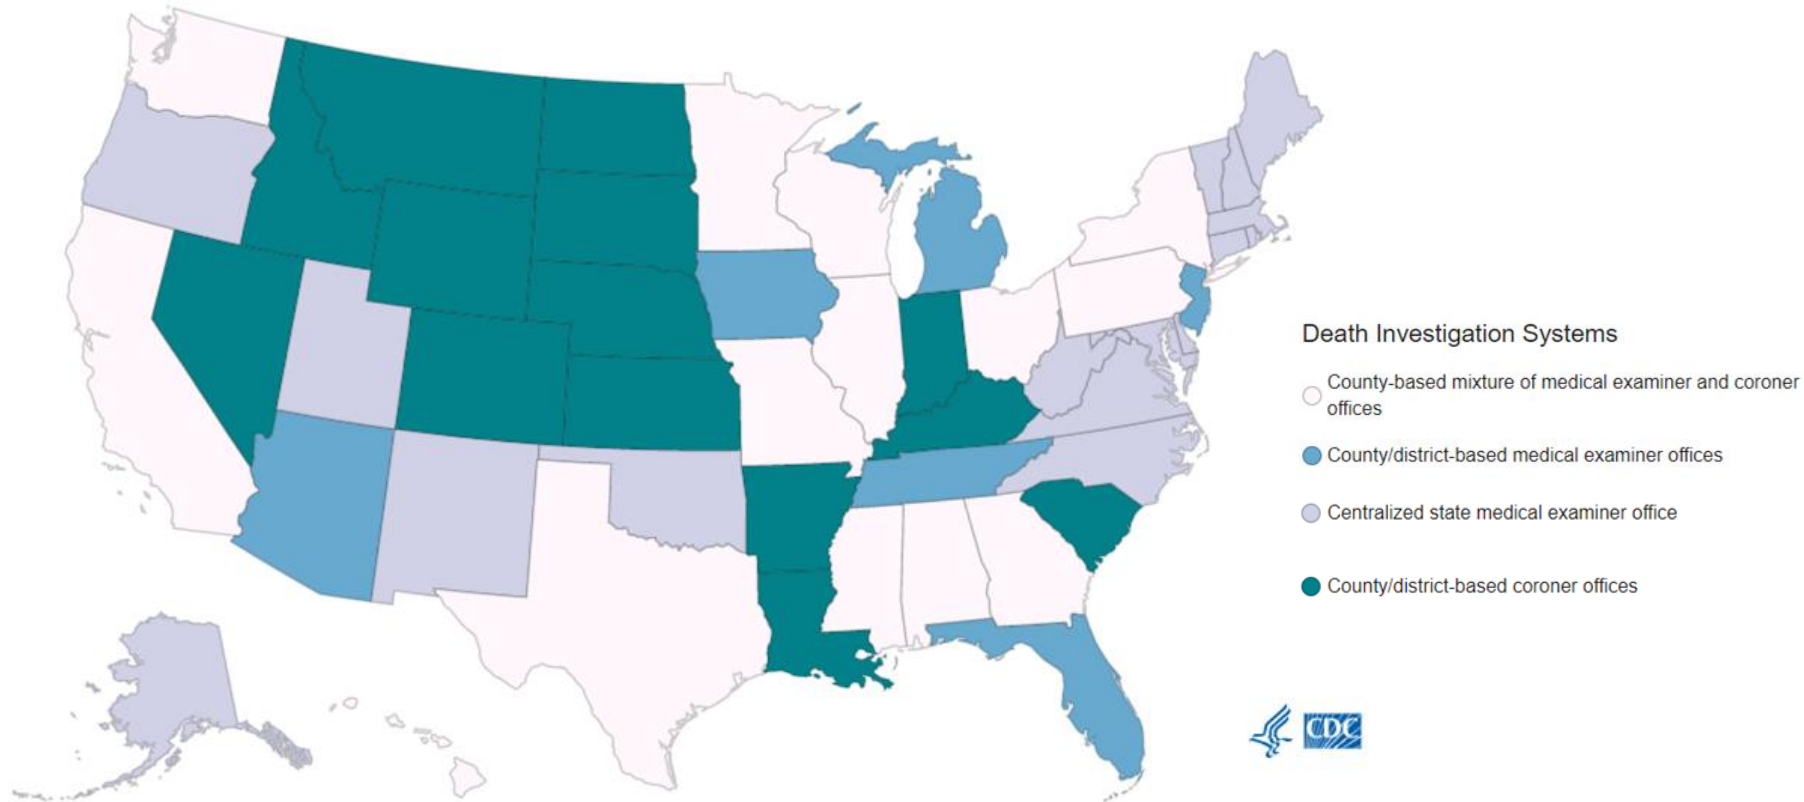 Death Investigation Systems
County-based mixture of medical examiner and coroner
offices
County/district-based medical examiner offices
Centralized state medical examiner office
County/district-based coroner offices
CDC